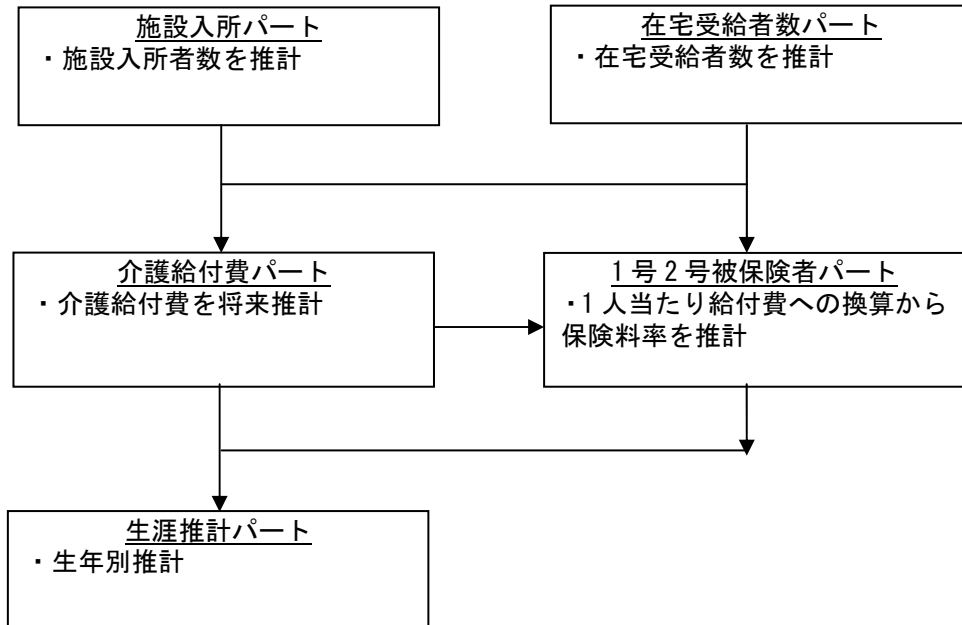 施設入所パート
・施設入所者数を推計
在宅受給者数パート
・在宅受給者数を推計
介護給付費パート
・介護給付費を将来推計
1号2号被保険者パート
・1人当たり給付費への換算から
保険料率を推計
生涯推計パート
・生年別推計